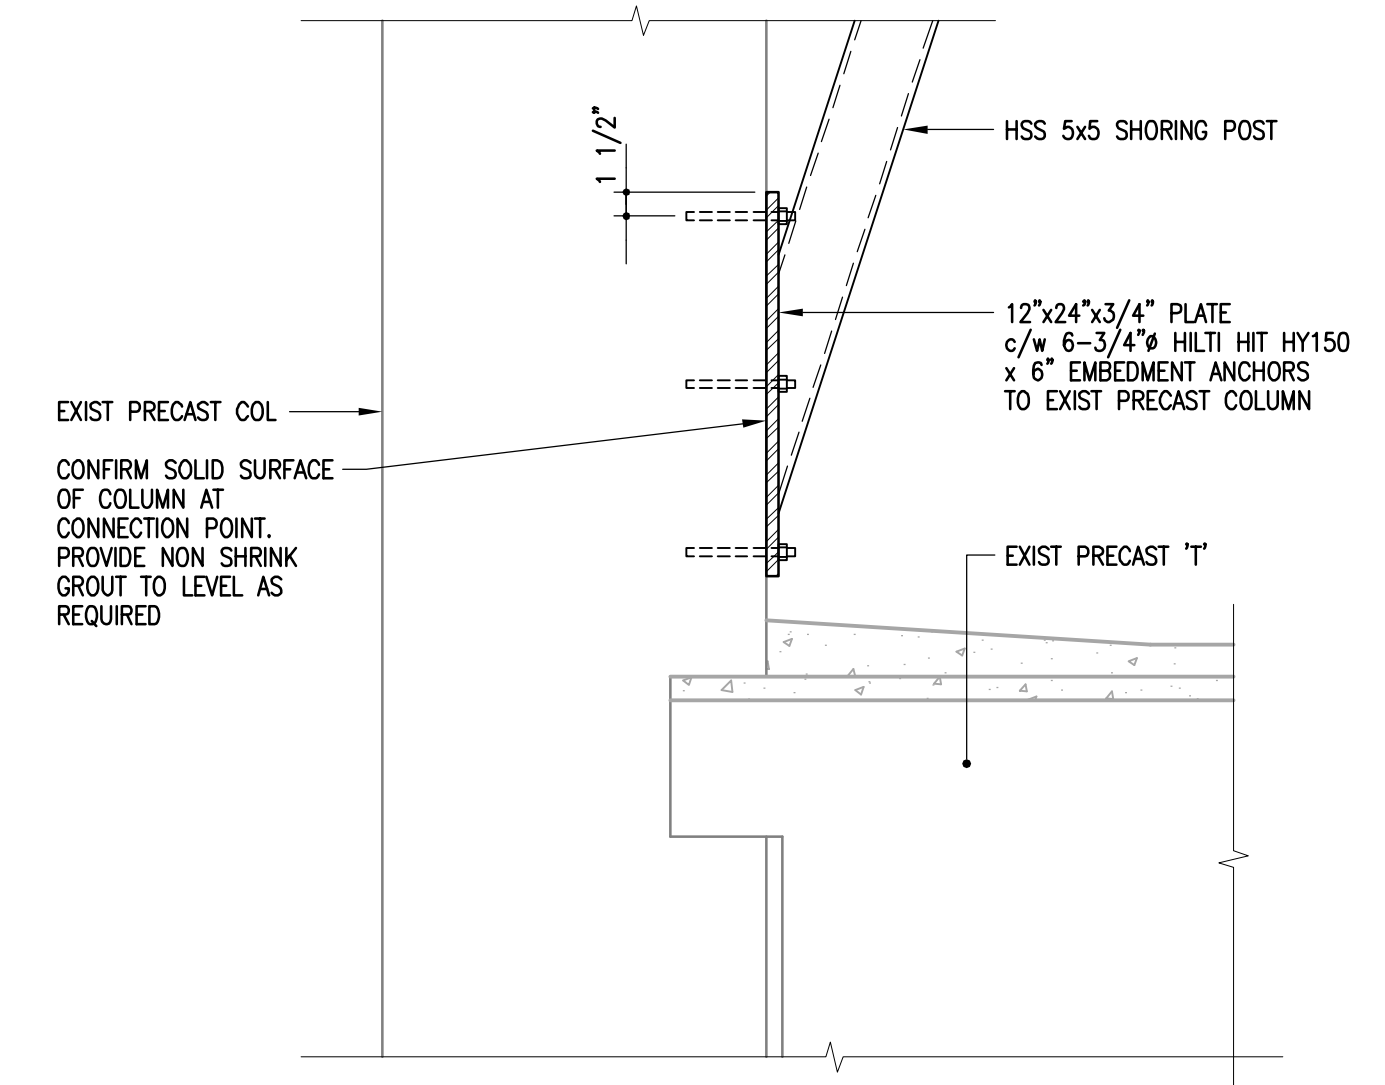 1 1/2"
HSS 5x5 SHORING POST
12"x24"x3/4" PLATE
c/w 6-3/4"ø HILTI HIT HY150
x 6" EMBEDMENT ANCHORS
TO EXIST PRECAST COLUMN
EXIST PRECAST COL
CONFIRM SOLID SURFACE
OF COLUMN AT
CONNECTION POINT.
PROVIDE NON SHRINK
GROUT TO LEVEL AS
REQUIRED
EXIST PRECAST 'T'